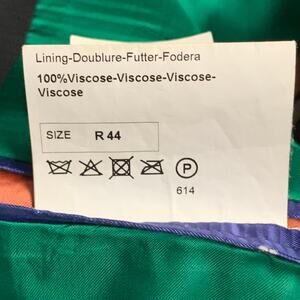 Lining-Doublure-Futter-Fodera
100%Viscose-Viscose-Viscose-
Viscose
SIZE R 44
P
614